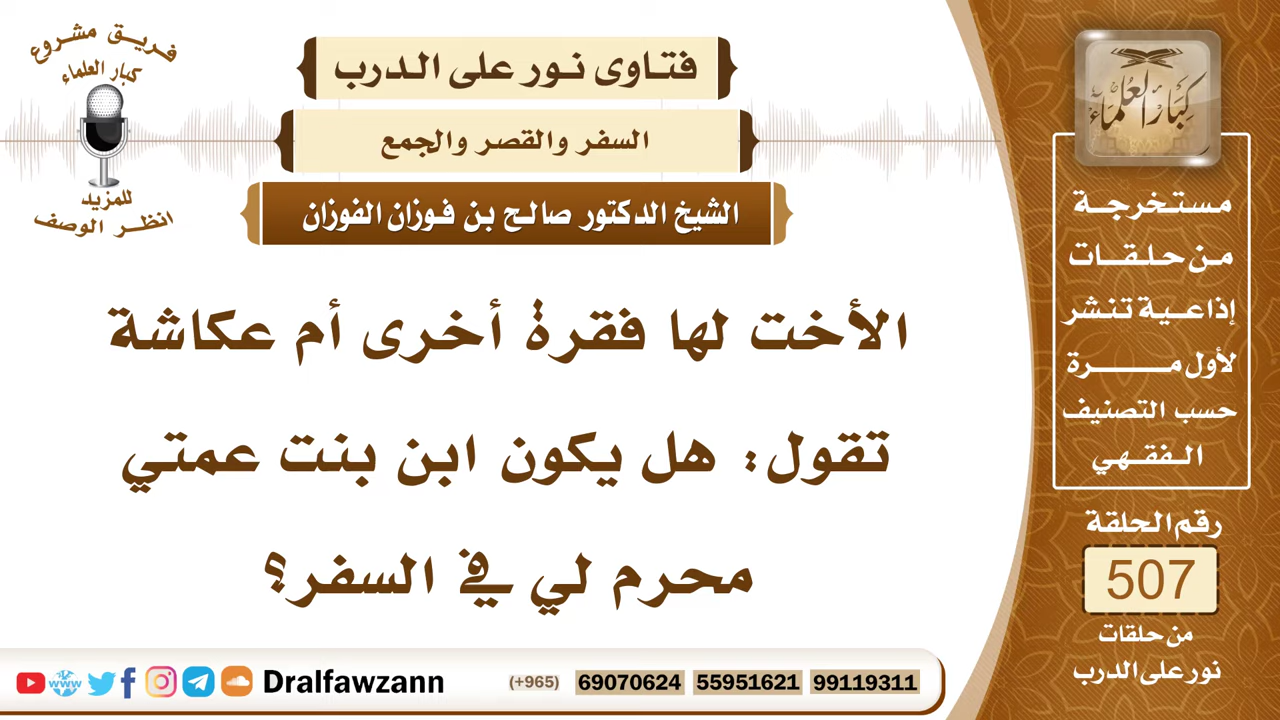 فريق مشروع
كبار العلماء
للمزيد
انظر الوصف
فتاوى نور على الدرب
السفر والقصر والجمع
الشيخ الدكتور صالح بن فوزان الفوزان
الأخت لها فقرة أخرى أم عكاشة
تقول: هل يكون ابن بنت عمتي
محرم لي في السفر؟
كبار العلماء
مستخرجة
من حلقات
إذاعية تنشر
لأول مرة
حسب التصنيف
الفقهي
رقم الحلقة
507
من حلقات
نور على الدرب
www Dralfawzann (+965) 69070624 55951621 99119311